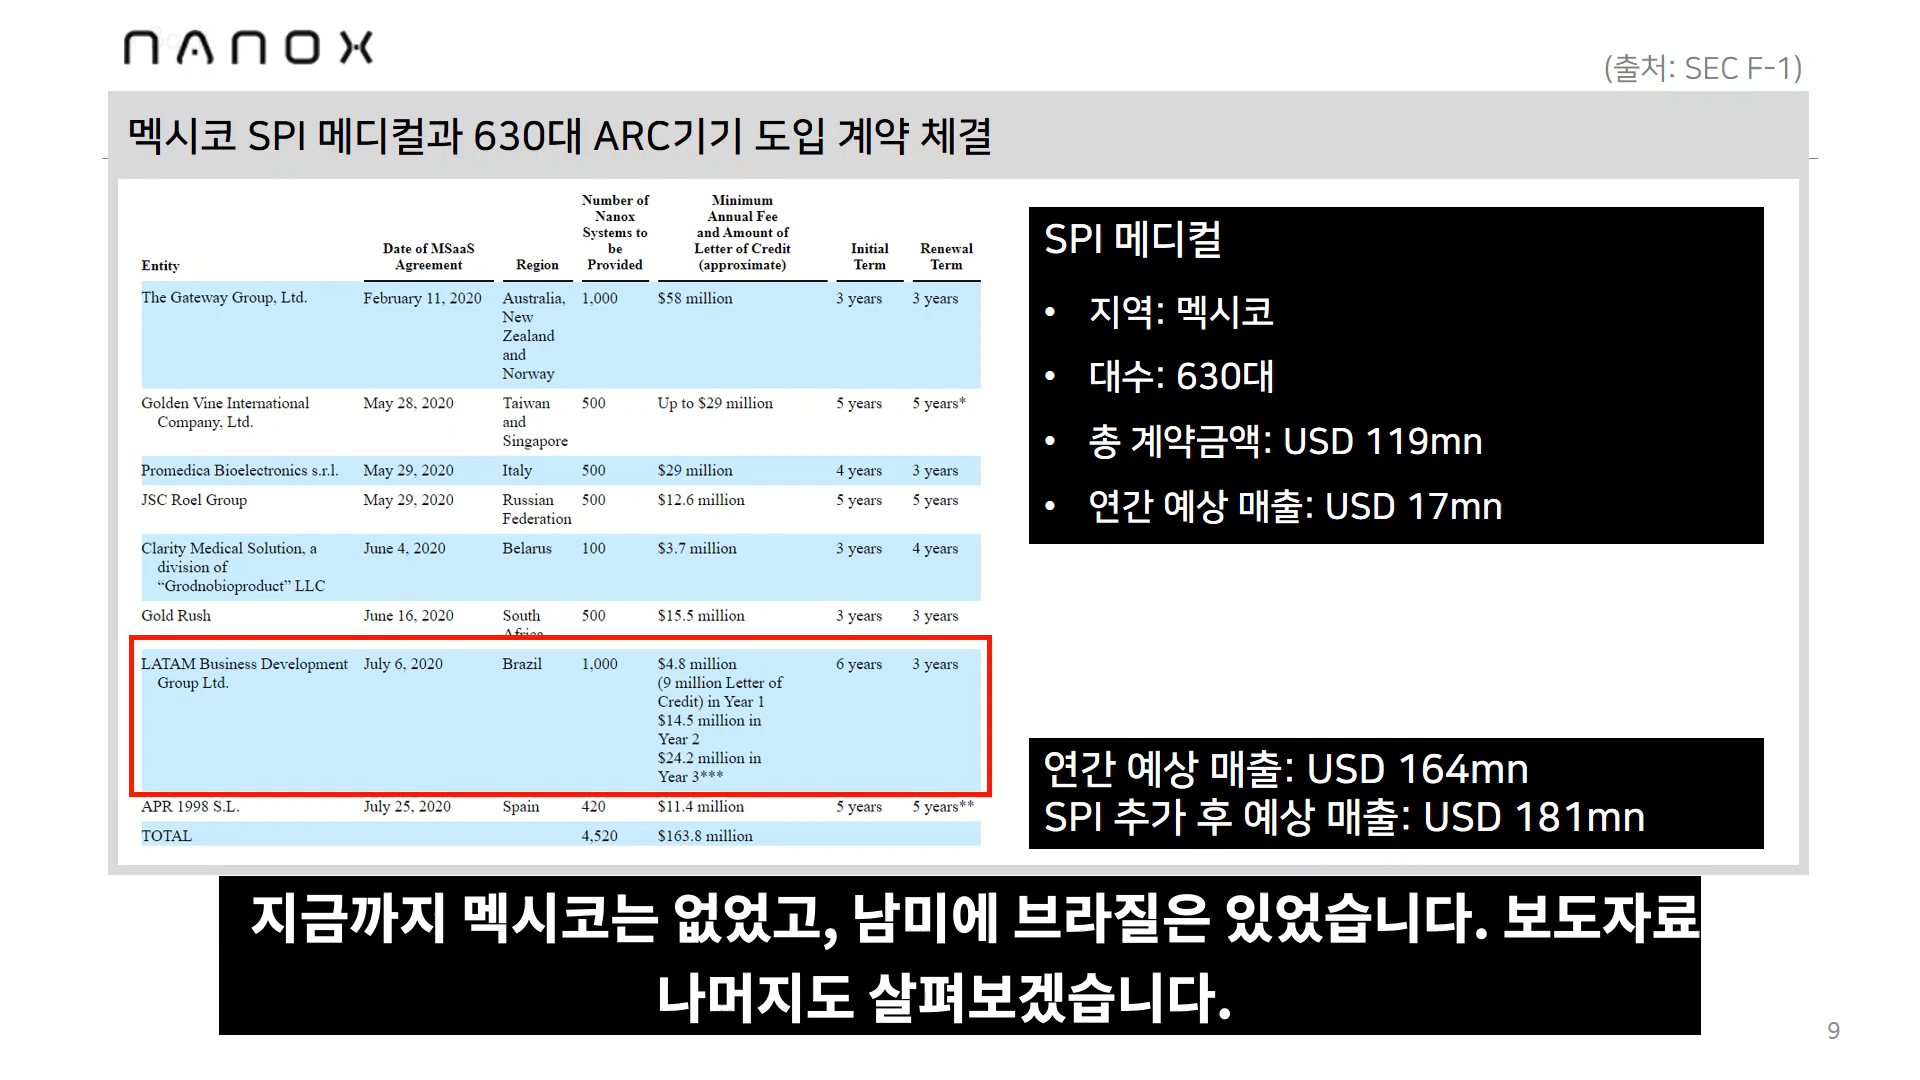 NANOX
(출처: SEC F-1)
멕시코 SPI 메디컬과 630대 ARC기기 도입 계약 체결
Entity Date of MSaaS Agreement Region Number of Nanox Systems to be Provided Minimum Annual Fee and Amount of Letter of Credit (approximate) Initial Term Renewal Term
The Gateway Group, Ltd. February 11, 2020 Australia, New Zealand and Norway 1,000 $58 million 3 years 3 years
Golden Vine International Company, Ltd. May 28, 2020 Taiwan and Singapore 500 Up to $29 million 5 years 5 years*
Promedica Bioelectronics s.r.l. May 29, 2020 Italy 500 $29 million 4 years 3 years
JSC Roel Group May 29, 2020 Russian Federation 500 $12.6 million 5 years 5 years
Clarity Medical Solution, a division of “Grodnobioproduct” LLC June 4, 2020 Belarus 100 $3.7 million 3 years 4 years
Gold Rush June 16, 2020 South Africa 500 $15.5 million 3 years 3 years
LATAM Business Development Group Ltd. July 6, 2020 Brazil 1,000 $4.8 million (9 million Letter of Credit) in Year 1 $14.5 million in Year 2 $24.2 million in Year 3*** 6 years 3 years
APR 1998 S.L. July 25, 2020 Spain 420 $11.4 million 5 years 5 years**
TOTAL 4,520 $163.8 million
SPI 메디컬
• 지역: 멕시코
• 대수: 630대
• 총 계약금액: USD 119mn
• 연간 예상 매출: USD 17mn
연간 예상 매출: USD 164mn
SPI 추가 후 예상 매출: USD 181mn
지금까지 멕시코는 없었고, 남미에 브라질은 있었습니다. 보도자료
나머지도 살펴보겠습니다.
9